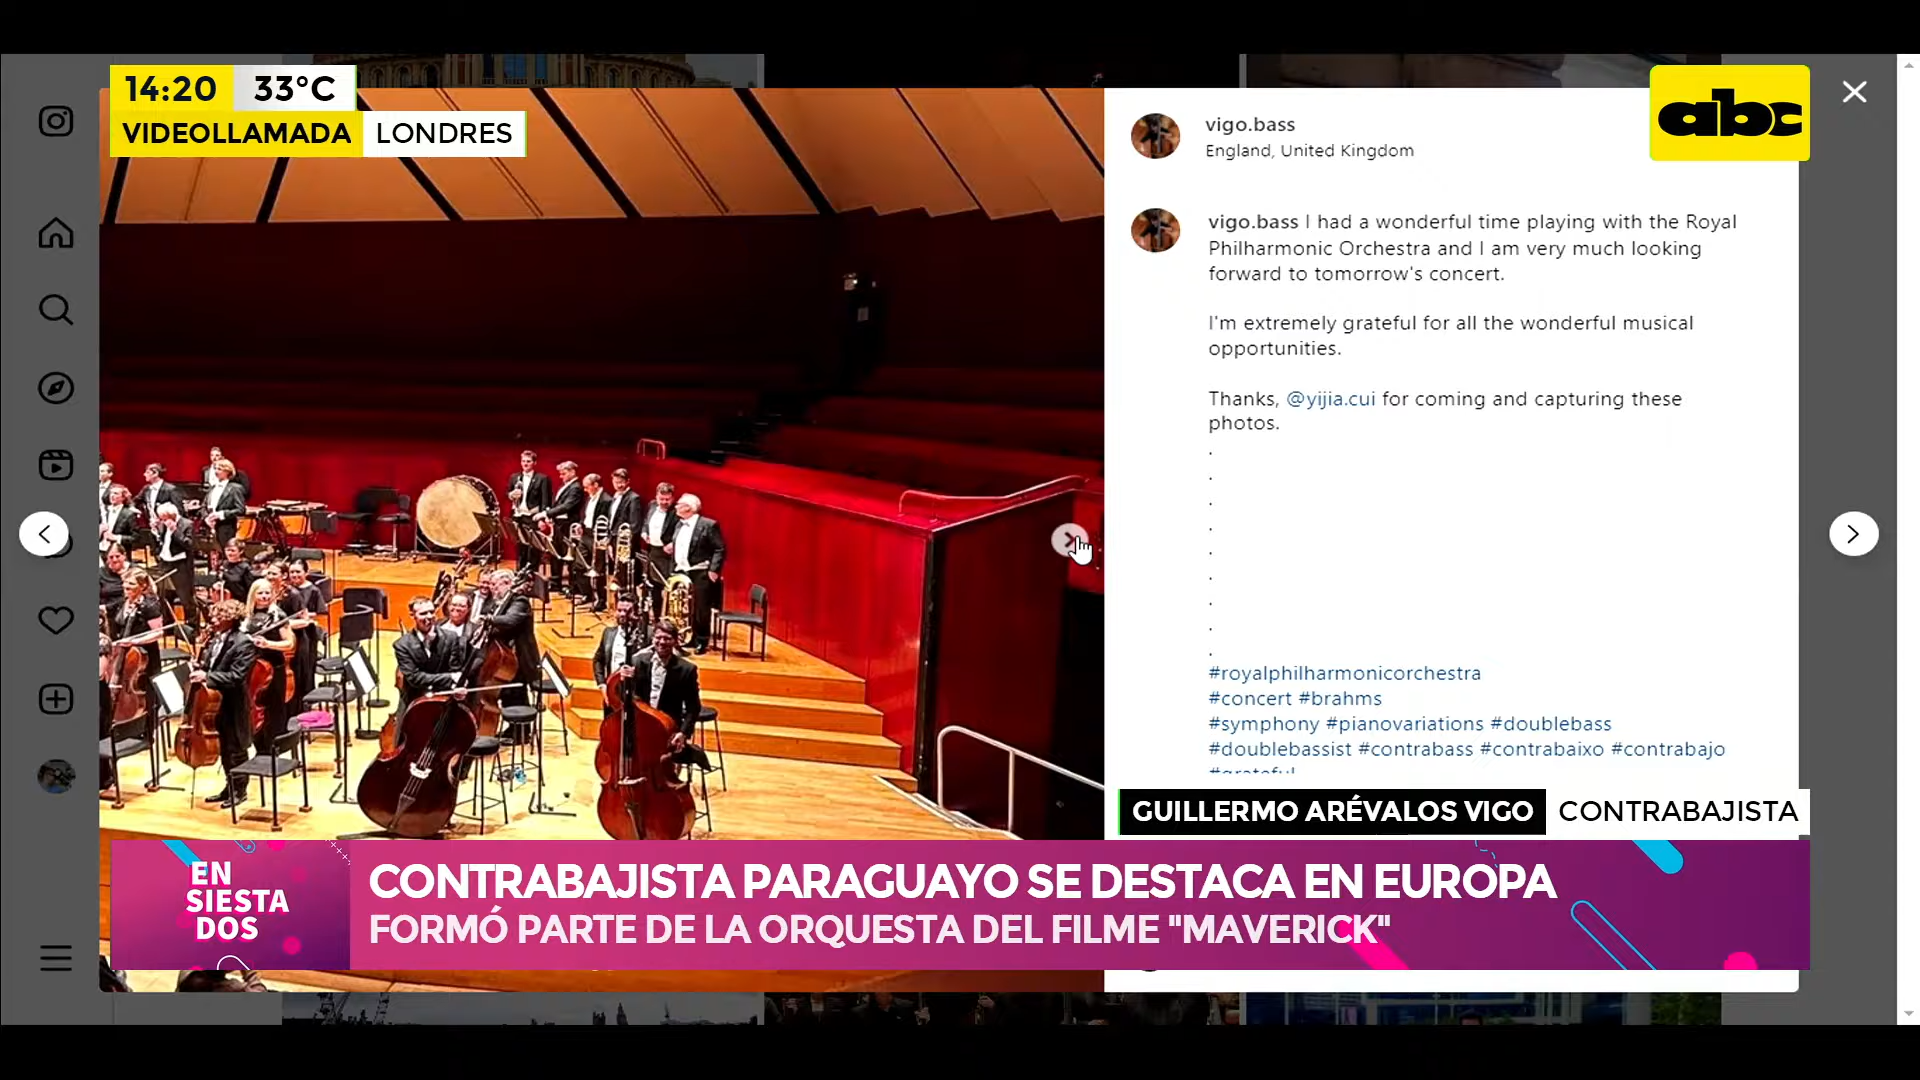 14:20 33°C
VIDEOLLAMADA LONDRES
abc
vigo.bass
England, United Kingdom
vigo.bass I had a wonderful time playing with the Royal
Philharmonic Orchestra and I am very much looking
forward to tomorrow's concert.
I'm extremely grateful for all the wonderful musical
opportunities.
Thanks, @yijia.cui for coming and capturing these
photos.
.
.
.
.
.
.
.
.
.
#royalphilharmonicorchestra
#concert #brahms
#symphony #pianovariations #doublebass
#doublebassist #contrabass #contrabaixo #contrabajo
#grateful
GUILLERMO ARÉVALOS VIGO CONTRABAJISTA
EN
SIESTA
DOS
CONTRABAJISTA PARAGUAYO SE DESTACA EN EUROPA
FORMÓ PARTE DE LA ORQUESTA DEL FILME "MAVERICK"